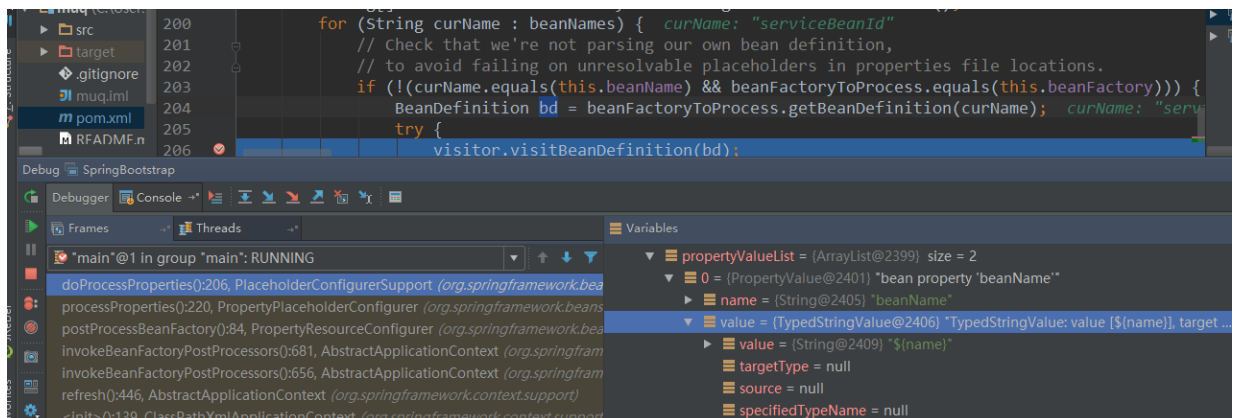 src
target
.gitignore
muq.iml
pom.xml
README.m
200 for (String curName : beanNames) { curName: "serviceBeanId"
201 // Check that we're not parsing our own bean definition,
202 // to avoid failing on unresolvable placeholders in properties file locations.
203 if (!(curName.equals(this.beanName) && beanFactoryToProcess.equals(this.beanFactory))) {
204 BeanDefinition bd = beanFactoryToProcess.getBeanDefinition(curName); curName: "serv
205 try {
206 visitor.visitBeanDefinition(bd);
Debug SpringBootstrap
Debugger Console
Frames Threads
"main"@1 in group "main": RUNNING
doProcessProperties():206, PlaceholderConfigurerSupport (org.springframework.bea
processProperties():220, PropertyPlaceholderConfigurer (org.springframework.beans
postProcessBeanFactory():84, PropertyResourceConfigurer (org.springframework.bea
invokeBeanFactoryPostProcessors():681, AbstractApplicationContext (org.springfram
invokeBeanFactoryPostProcessors():656, AbstractApplicationContext (org.springfram
refresh():446, AbstractApplicationContext (org.springframework.context.support)
<init>():139, ClassPathXmlApplicationContext (org.springframework.context.support
Variables
propertyValueList = {ArrayList@2399} size = 2
0 = {PropertyValue@2401} "bean property 'beanName'"
name = {String@2405} "beanName"
value = {TypedStringValue@2406} "TypedStringValue: value [${name}], target ...
value = {String@2409} "${name}"
targetType = null
source = null
specifiedTypeName = null